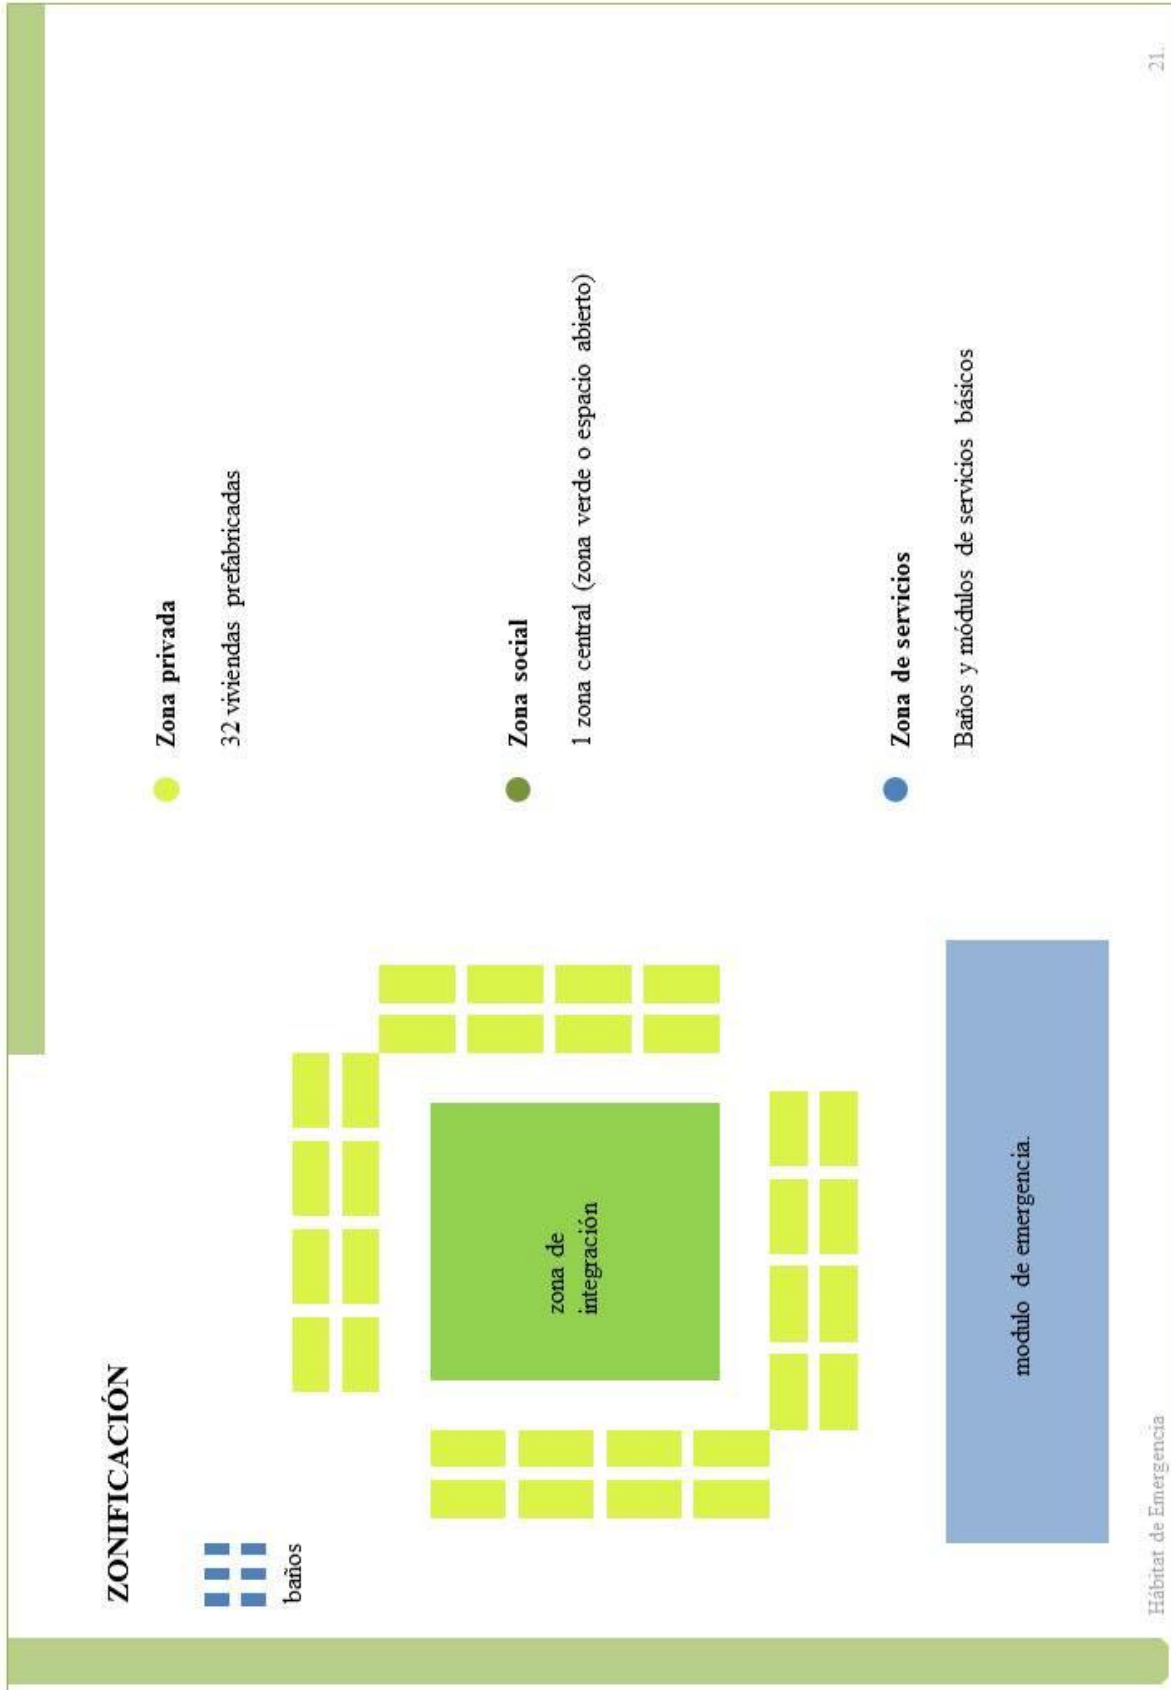 ZONIFICACIÓN
baños
zona de
integración
modulo de emergencia.
Zona privada
32 viviendas prefabricadas
Zona social
1 zona central (zona verde o espacio abierto)
Zona de servicios
Baños y módulos de servicios básicos
Hábitat de Emergencia
21.